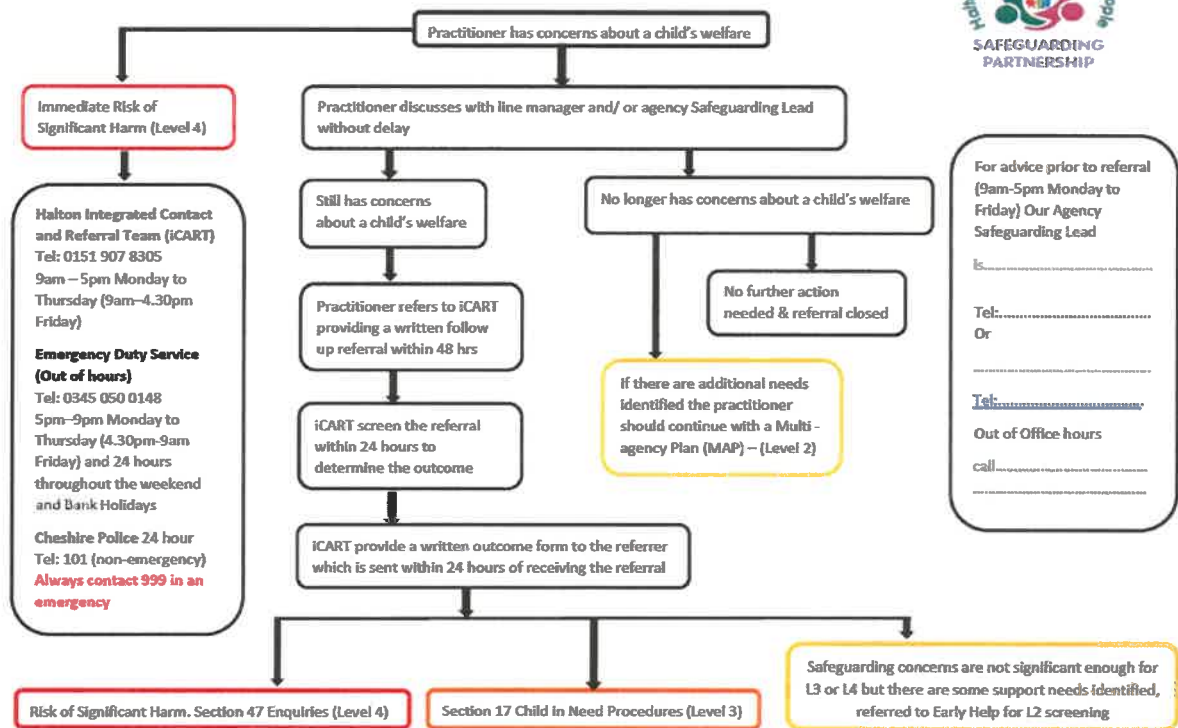 Practitioner has concerns about a child's welfare
SAFEGUARDING
PARTNERSHIP
Immediate Risk of
Significant Harm (Level 4)
Practitioner discusses with line manager and/ or agency Safeguarding Lead
without delay
Halton Integrated Contact
and Referral Team (iCART)
Tel: 0151 907 8305
9am – 5pm Monday to
Thursday (9am–4.30pm
Friday)
Emergency Duty Service
(Out of hours)
Tel: 0345 050 0148
5pm–9pm Monday to
Thursday (4.30pm-9am
Friday) and 24 hours
throughout the weekend
and Bank Holidays
Cheshire Police 24 hour
Tel: 101 (non-emergency)
Always contact 999 in an
emergency
Still has concerns
about a child's welfare
No longer has concerns about a child's welfare
Practitioner refers to iCART
providing a written follow
up referral within 48 hrs
No further action
needed & referral closed
iCART screen the referral
within 24 hours to
determine the outcome
If there are additional needs
identified the practitioner
should continue with a Multi -
agency Plan (MAP) – (Level 2)
iCART provide a written outcome form to the referrer
which is sent within 24 hours of receiving the referral
For advice prior to referral
(9am-5pm Monday to
Friday) Our Agency
Safeguarding Lead
is
Tel:
Or
Tel:
Out of Office hours
call
Risk of Significant Harm. Section 47 Enquiries (Level 4)
Section 17 Child in Need Procedures (Level 3)
Safeguarding concerns are not significant enough for
L3 or L4 but there are some support needs identified,
referred to Early Help for L2 screening